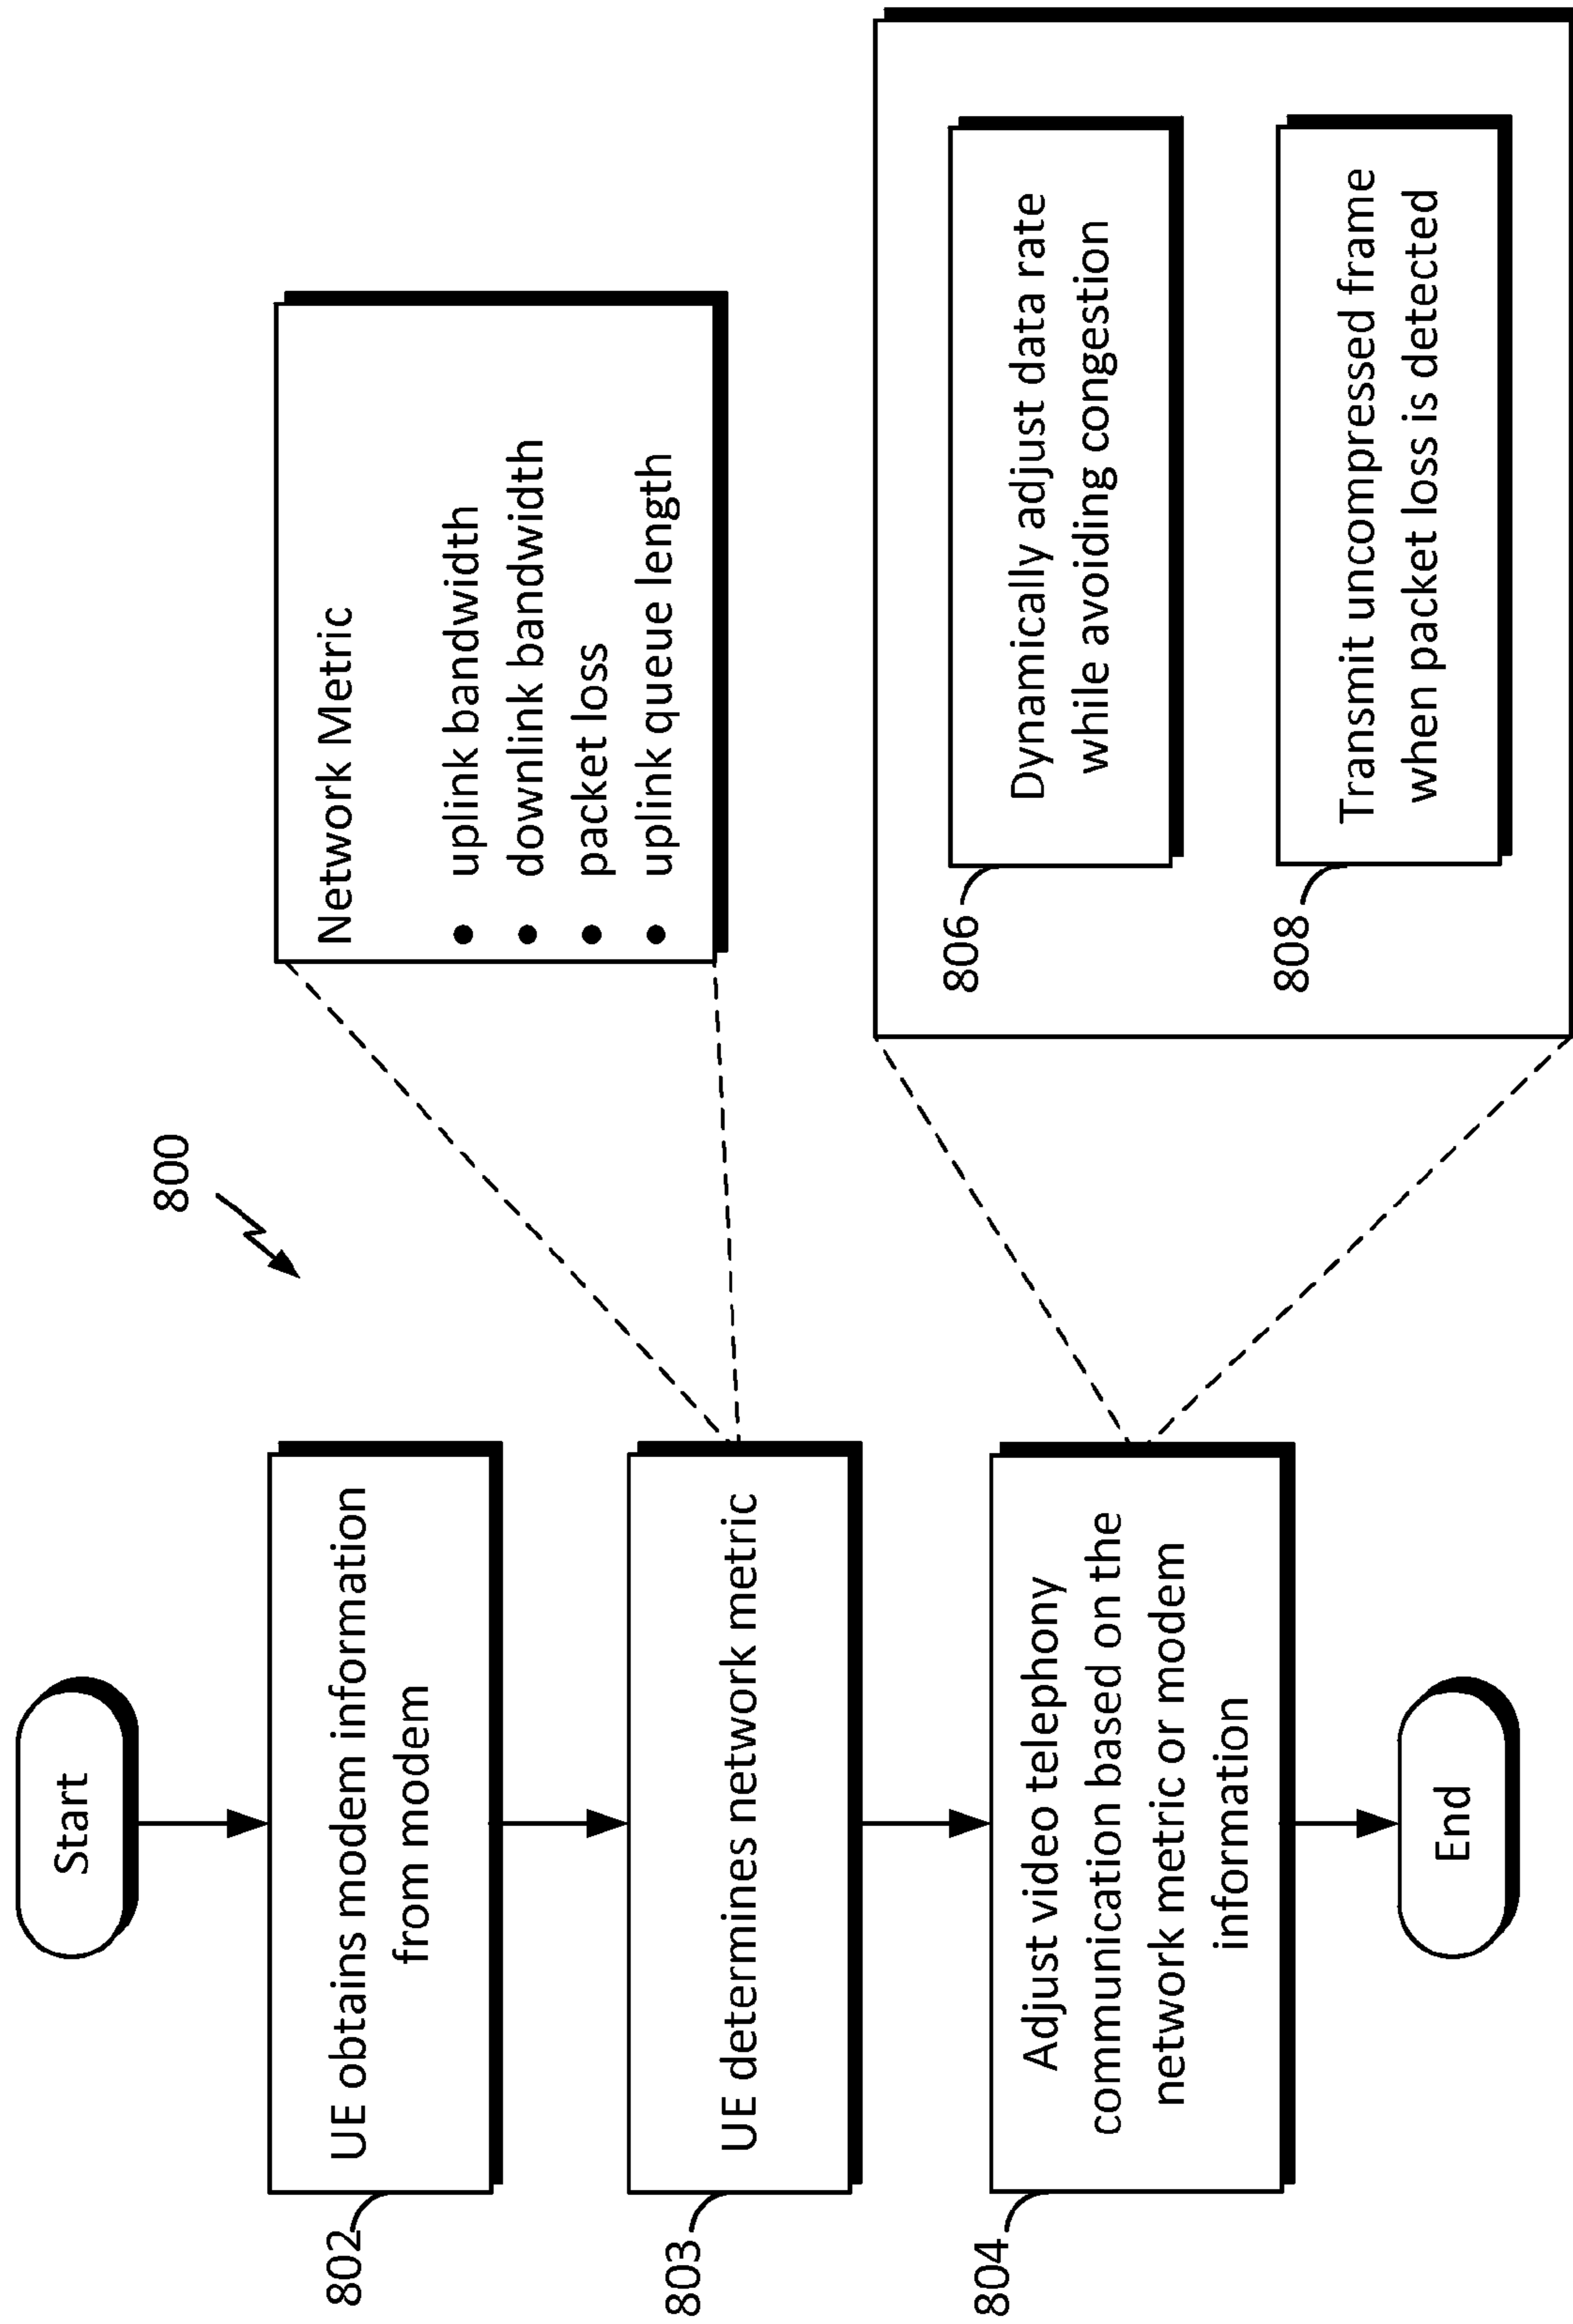 800
Start
802
UE obtains modem information
from modem
803
UE determines network metric
Network Metric
• uplink bandwidth
• downlink bandwidth
• packet loss
• uplink queue length
804
Adjust video telephony
communication based on the
network metric or modem
information
806
Dynamically adjust data rate
while avoiding congestion
808
Transmit uncompressed frame
when packet loss is detected
End